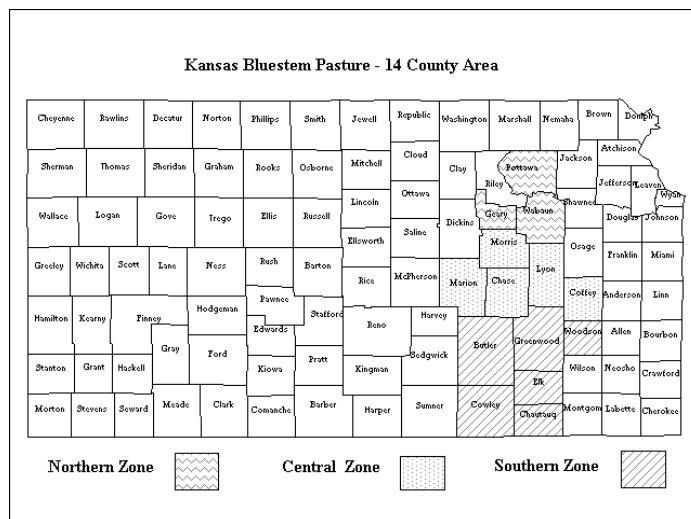 Kansas Bluestem Pasture - 14 County Area
Cheyenne Rawlins Decatur Norton Phillips Smith Jewell Republic Washington Marshall Nemaha Brown Doniph
Sherman Thomas Sheridan Graham Rooks Osborne Mitchell Cloud Clay Riley Pottawa Jackson Atchison
Jefferson Leaven Wyan
Wallace Logan Gove Trego Ellis Russell Lincoln Ottawa Dickins Geary Wabaun Shawnee Douglas Johnson
Greeley Wichita Scott Lane Ness Rush Barton Ellsworth Saline Morris Lyon Osage Franklin Miami
Hamilton Kearny Finney Hodgeman Pawnee Stafford Rice McPherson Marion Chase Coffey Anderson Linn
Edwards Reno Harvey Butler Greenwood Woodson Allen Bourbon
Stanton Grant Haskell Gray Ford Kiowa Pratt Kingman Sedgwick Elk Wilson Neosho Crawford
Morton Stevens Seward Meade Clark Comanche Barber Harper Sumner Cowley Chautauq Montgom Labette Cherokee
Northern Zone Central Zone Southern Zone